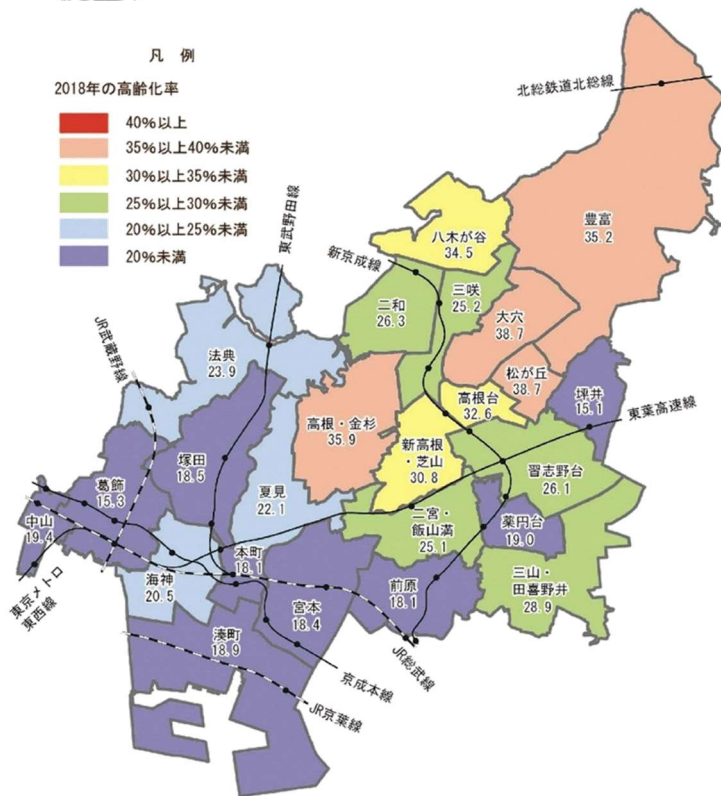 凡 例
2018年の高齢化率
40%以上
35%以上40%未満
30%以上35%未満
25%以上30%未満
20%以上25%未満
20%未満
北総鉄道北総線
東武野田線
新京成線
JR武蔵野線
東葉高速線
東京メトロ
東西線
京成本線
JR総武線
JR京葉線
豊富
35.2
八木が谷
34.5
三咲
25.2
二和
26.3
大穴
38.7
松が丘
38.7
坪井
15.1
法典
23.9
高根台
32.6
高根・金杉
35.9
新高根
・芝山
30.8
塚田
18.5
夏見
22.1
習志野台
26.1
葛飾
15.3
中山
19.4
二宮・
飯山満
25.1
薬円台
19.0
本町
18.1
海神
20.5
宮本
18.4
前原
18.1
三山・
田喜野井
28.9
湊町
18.9